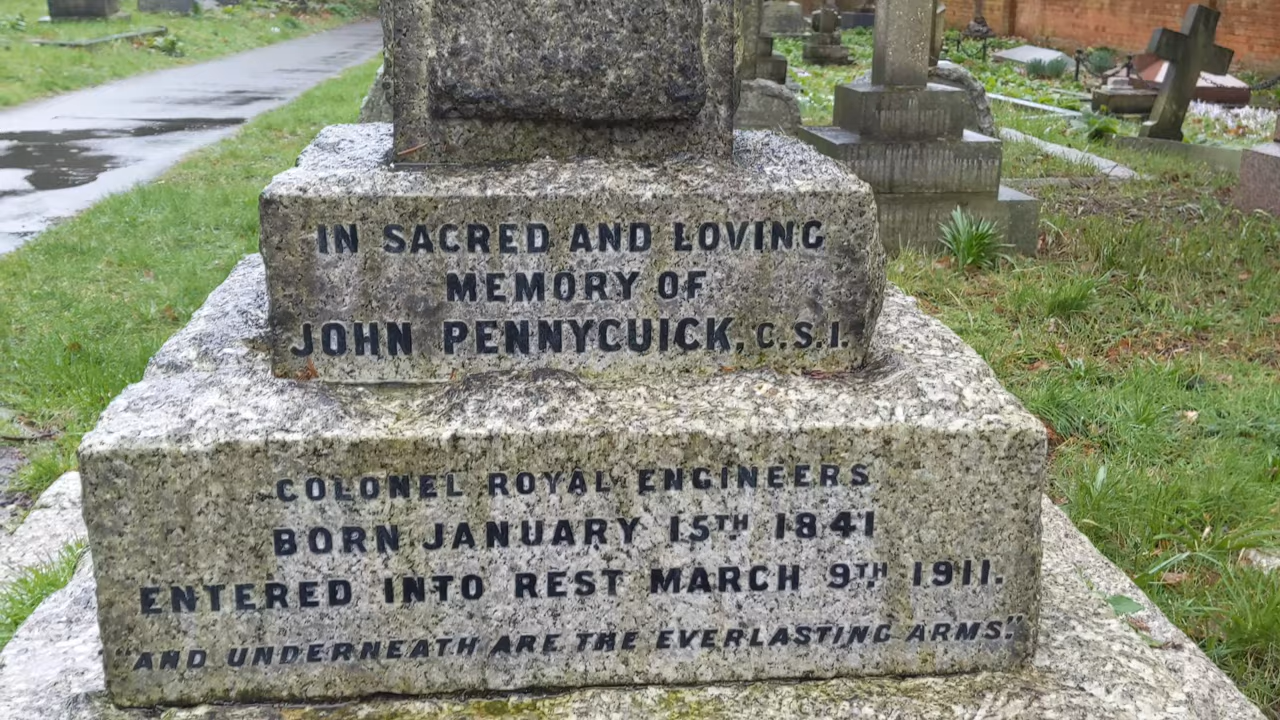 IN SACRED AND LOVING
MEMORY OF
JOHN PENNYCUICK, C.S.I.
COLONEL ROYAL ENGINEERS
BORN JANUARY 15TH 1841
ENTERED INTO REST MARCH 9TH 1911.
"AND UNDERNEATH ARE THE EVERLASTING ARMS."